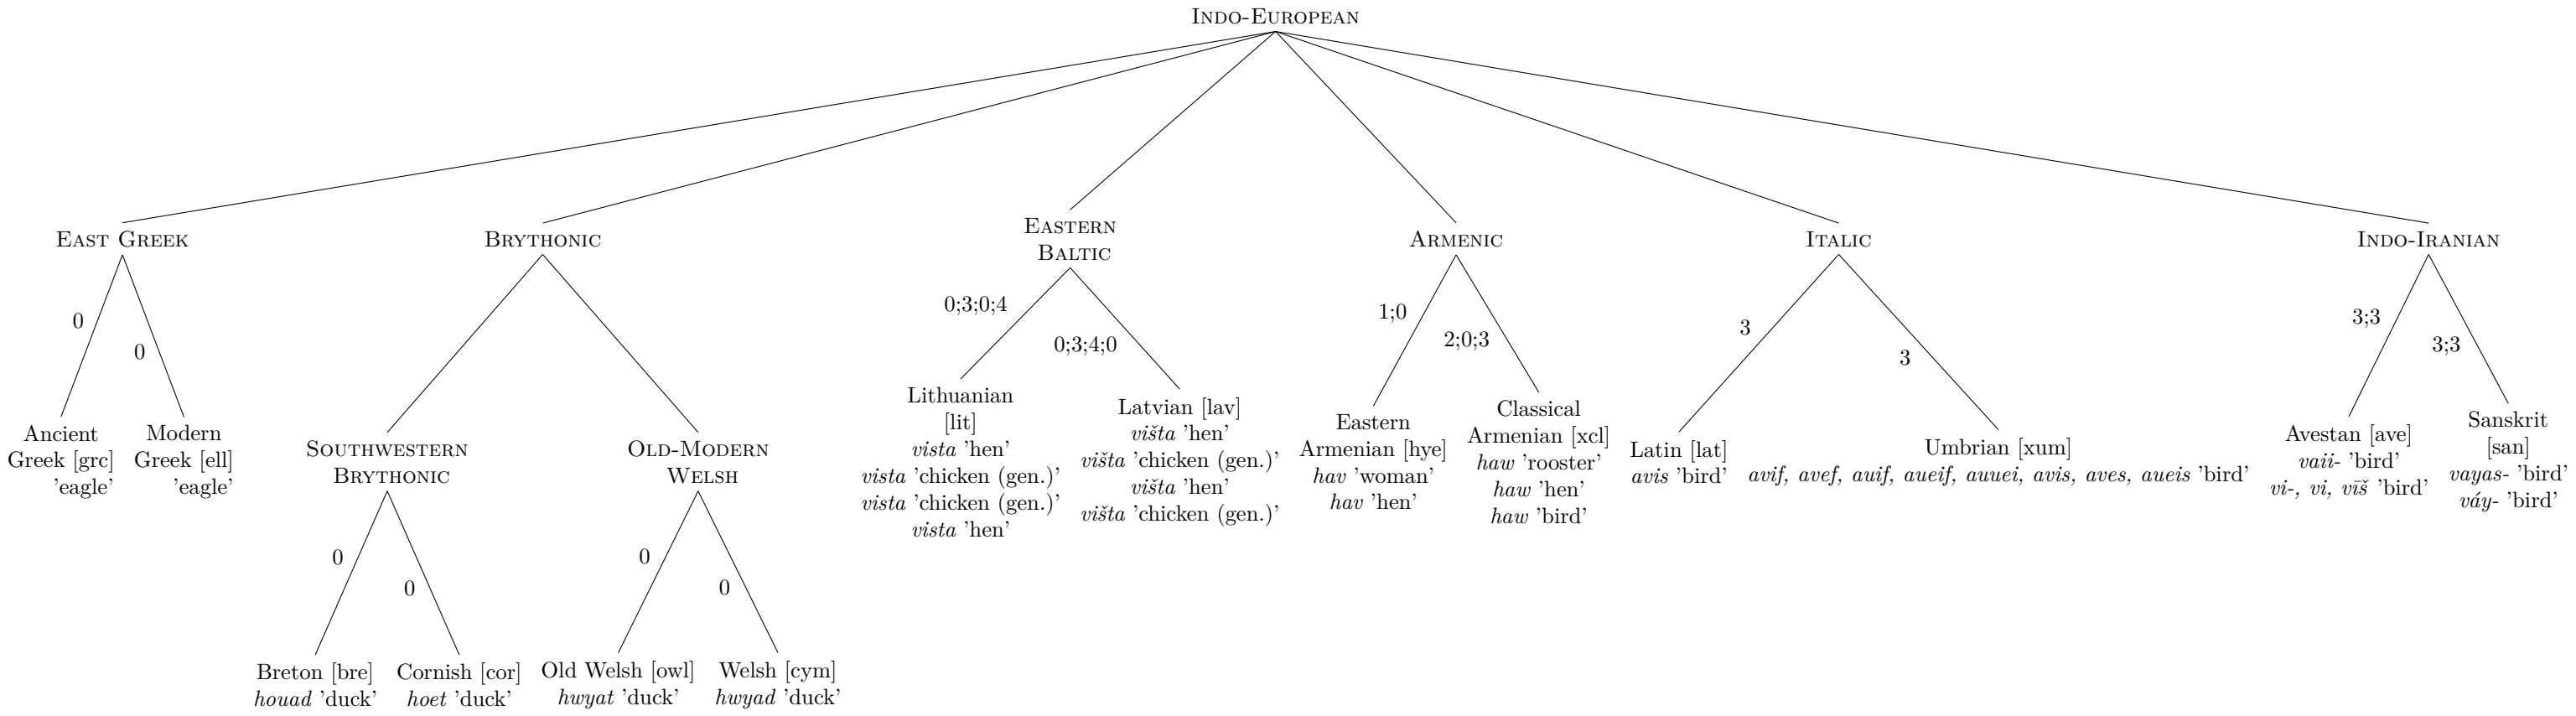 INDO-EUROPEAN
EAST GREEK
BRYTHONIC
EASTERN
BALTIC
ARMENIC
ITALIC
INDO-IRANIAN
0
0
0;3;0;4
0;3;4;0
1;0
2;0;3
3
3
3;3
3;3
Ancient
Greek [grc]
'eagle'
Modern
Greek [ell]
'eagle'
SOUTHWESTERN
BRYTHONIC
OLD-MODERN
WELSH
Lithuanian
[lit]
vista 'hen'
vista 'chicken (gen.)'
vista 'chicken (gen.)'
vista 'hen'
Latvian [lav]
višta 'hen'
višta 'chicken (gen.)'
višta 'hen'
višta 'chicken (gen.)'
Eastern
Armenian [hye]
hav 'woman'
hav 'hen'
Classical
Armenian [xcl]
haw 'rooster'
haw 'hen'
haw 'bird'
Latin [lat]
avis 'bird'
Umbrian [xum]
avif, avef, auif, aueif, auuei, avis, aves, aueis 'bird'
Avestan [ave]
vaii- 'bird'
vi-, vi, vīš 'bird'
Sanskrit
[san]
vayas- 'bird'
váy- 'bird'
0
0
0
0
Breton [bre]
houad 'duck'
Cornish [cor]
hoet 'duck'
Old Welsh [owl]
hwyat 'duck'
Welsh [cym]
hwyad 'duck'